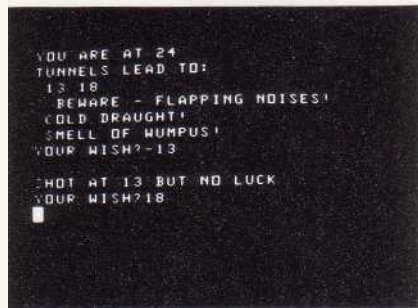 YOU ARE AT 24
TUNNELS LEAD TO:
13 18
BEWARE - FLAPPING NOISES!
COLD DRAUGHT!
SMELL OF WUMPUS!
YOUR WISH?-13
SHOT AT 13 BUT NO LUCK
YOUR WISH?18